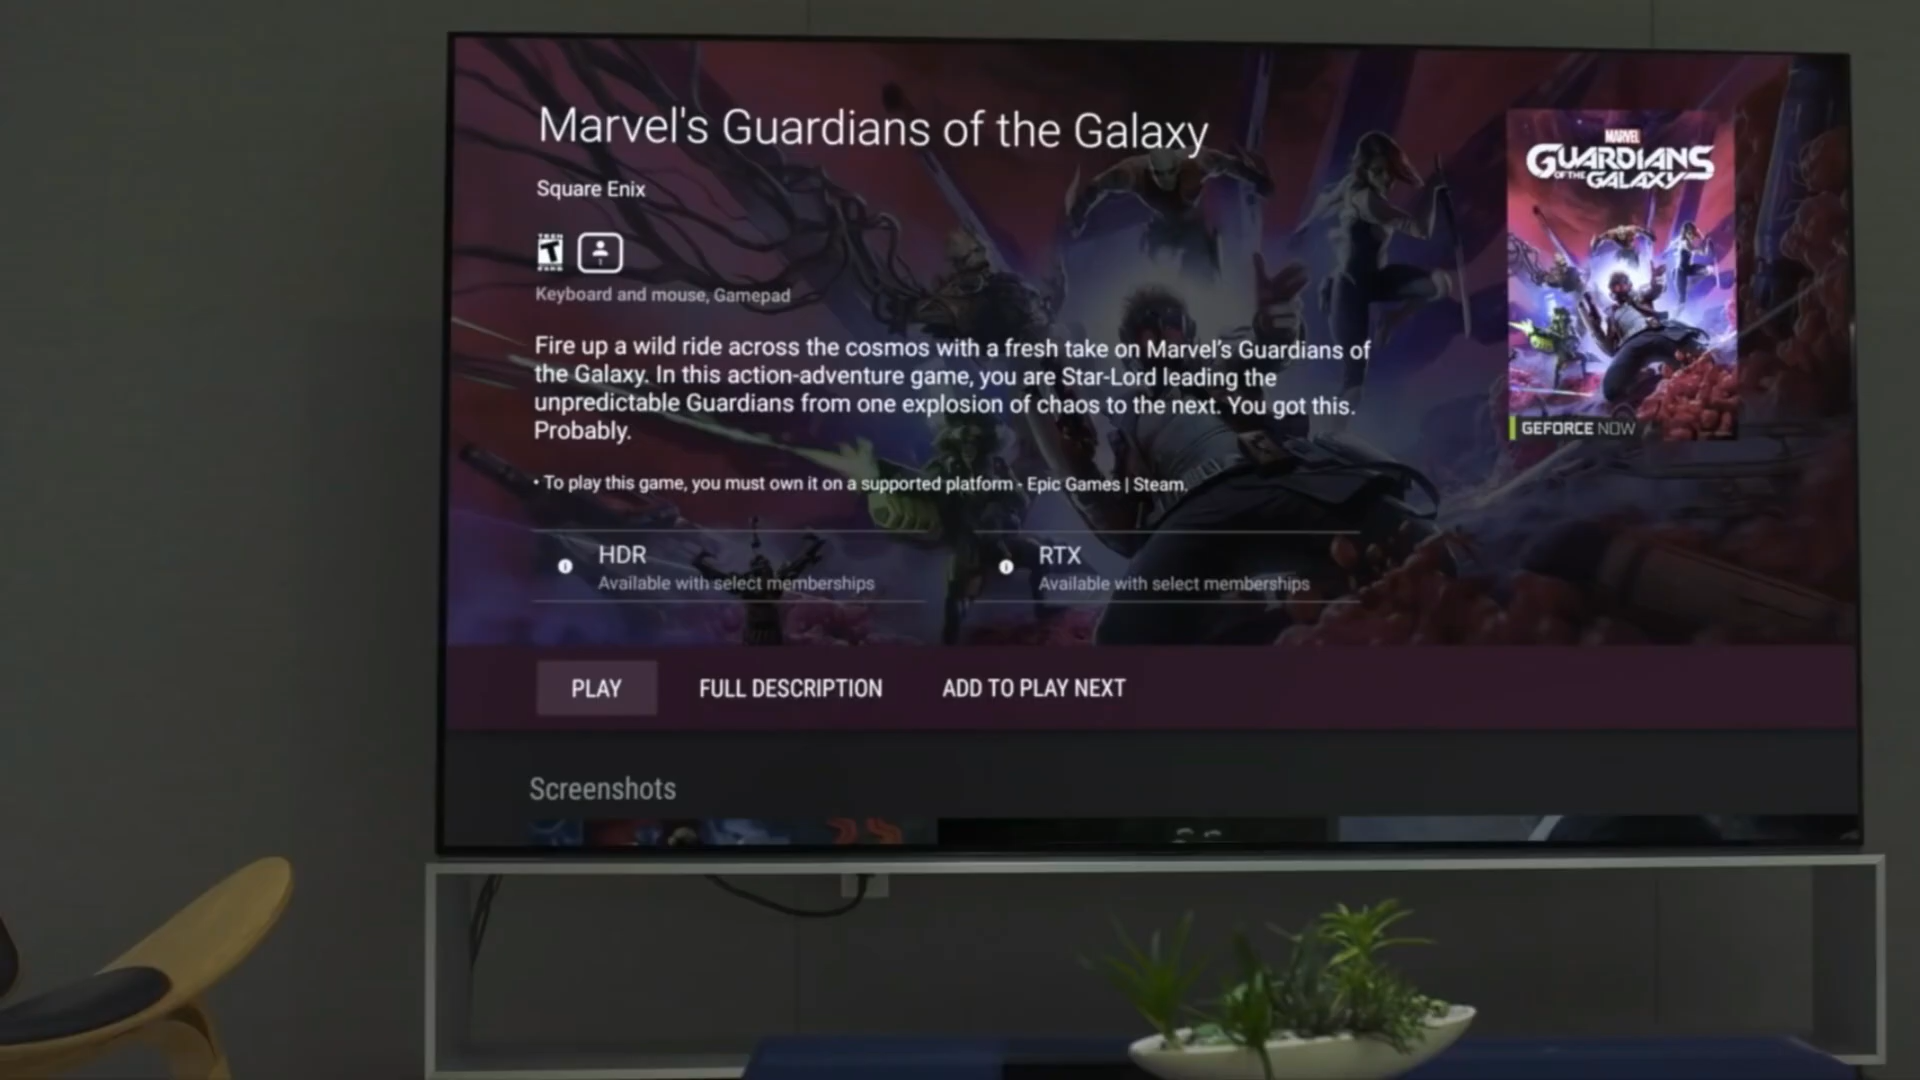 Marvel's Guardians of the Galaxy
MARVEL
GUARDIANS
OF THE
GALAXY
Square Enix
TEEN
T
1
Keyboard and mouse, Gamepad
Fire up a wild ride across the cosmos with a fresh take on Marvel's Guardians of
the Galaxy. In this action-adventure game, you are Star-Lord leading the
unpredictable Guardians from one explosion of chaos to the next. You got this.
Probably.
GEFORCE NOW
• To play this game, you must own it on a supported platform - Epic Games | Steam.
HDR
Available with select memberships
RTX
Available with select memberships
PLAY
FULL DESCRIPTION
ADD TO PLAY NEXT
Screenshots